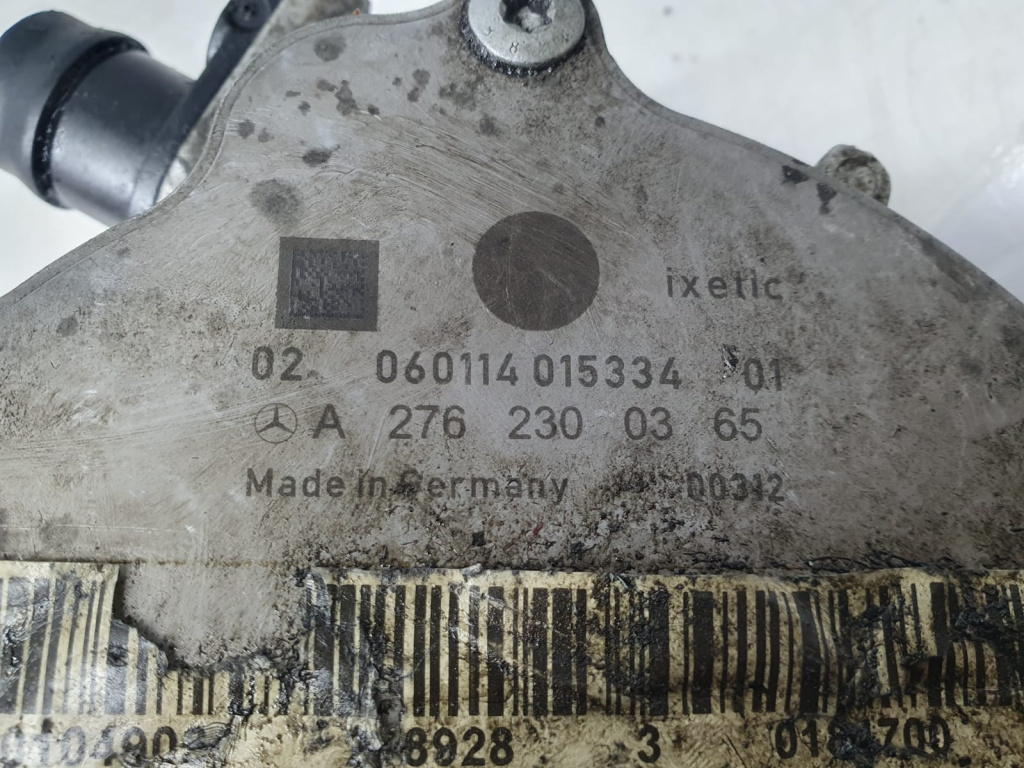 ixetic
02 060114 015334 01
A 276 230 03 65
Made in Germany 00312
8928 3